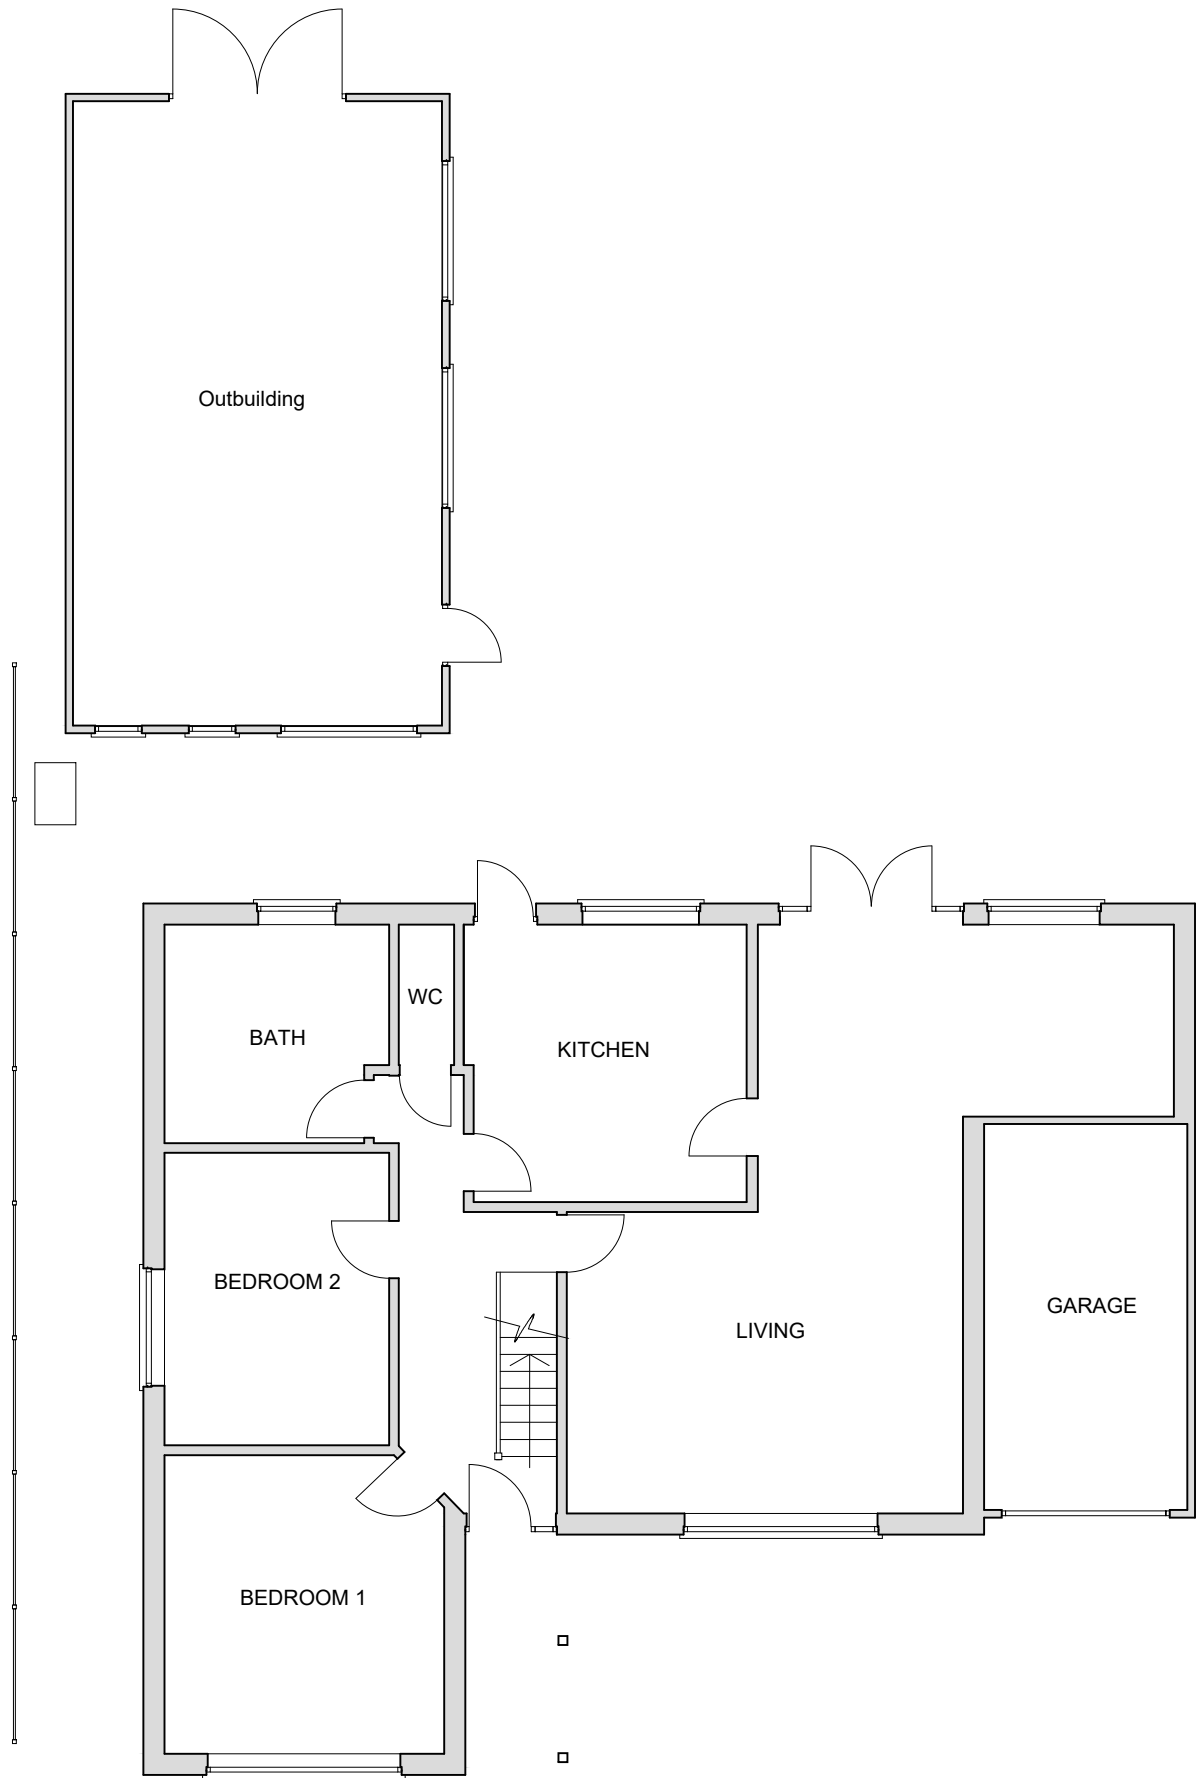 Outbuilding
WC
BATH
KITCHEN
BEDROOM 2
GARAGE
LIVING
BEDROOM 1